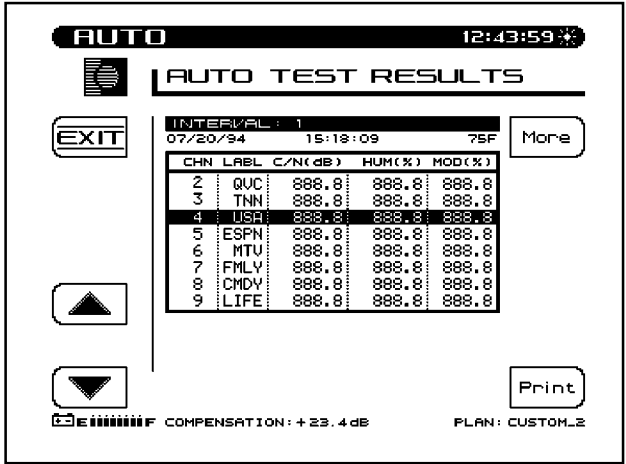 AUTO 12:43:59
AUTO TEST RESULTS
EXIT
INTERVAL: 1
07/20/94 15:18:09 75F
More
CHN LABL C/N(dB) HUM(%) MOD(%)
2 QVC 888.8 888.8 888.8
3 TNN 888.8 888.8 888.8
4 USA 888.8 888.8 888.8
5 ESPN 888.8 888.8 888.8
6 MTV 888.8 888.8 888.8
7 FMLY 888.8 888.8 888.8
8 CMDY 888.8 888.8 888.8
9 LIFE 888.8 888.8 888.8
Print
E F COMPENSATION:+23.4dB PLAN: CUSTOM_2